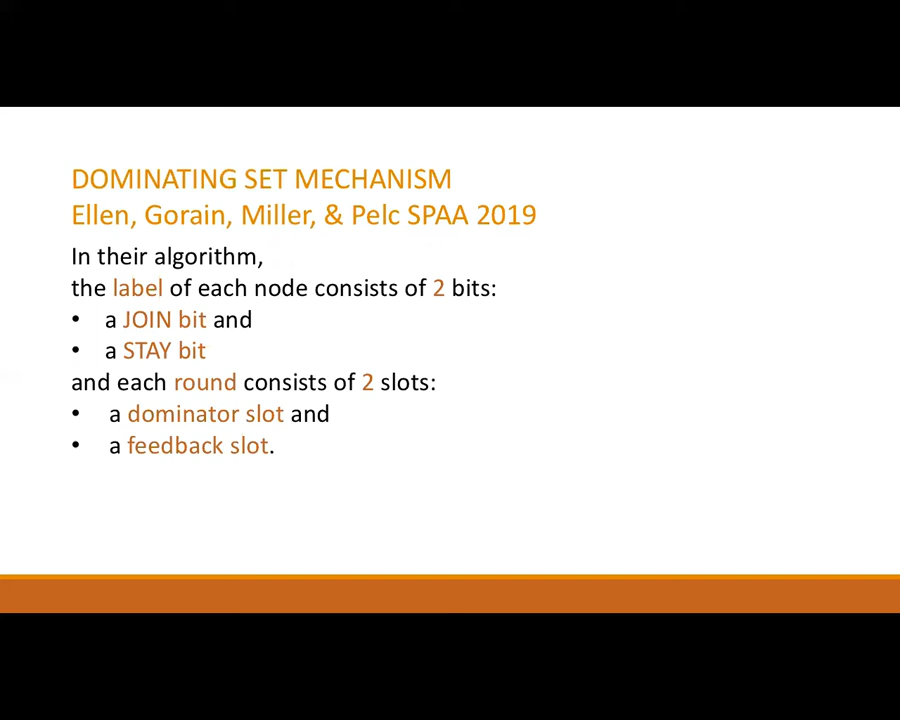 DOMINATING SET MECHANISM
Ellen, Gorain, Miller, & Pelc SPAA 2019
In their algorithm,
the label of each node consists of 2 bits:
• a JOIN bit and
• a STAY bit
and each round consists of 2 slots:
• a dominator slot and
• a feedback slot.